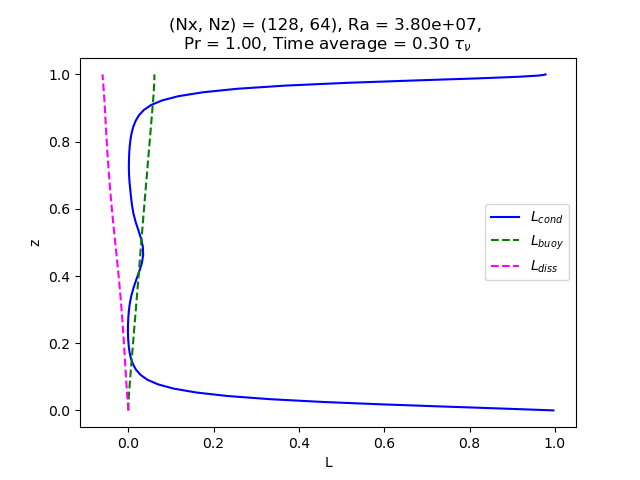 (Nx, Nz) = (128, 64), Ra = 3.80e+07,
Pr = 1.00, Time average = 0.30 τ_ν
1.0
0.8
0.6
0.4
0.2
0.0
z
L_cond
L_buoy
L_diss
0.0 0.2 0.4 0.6 0.8 1.0
L